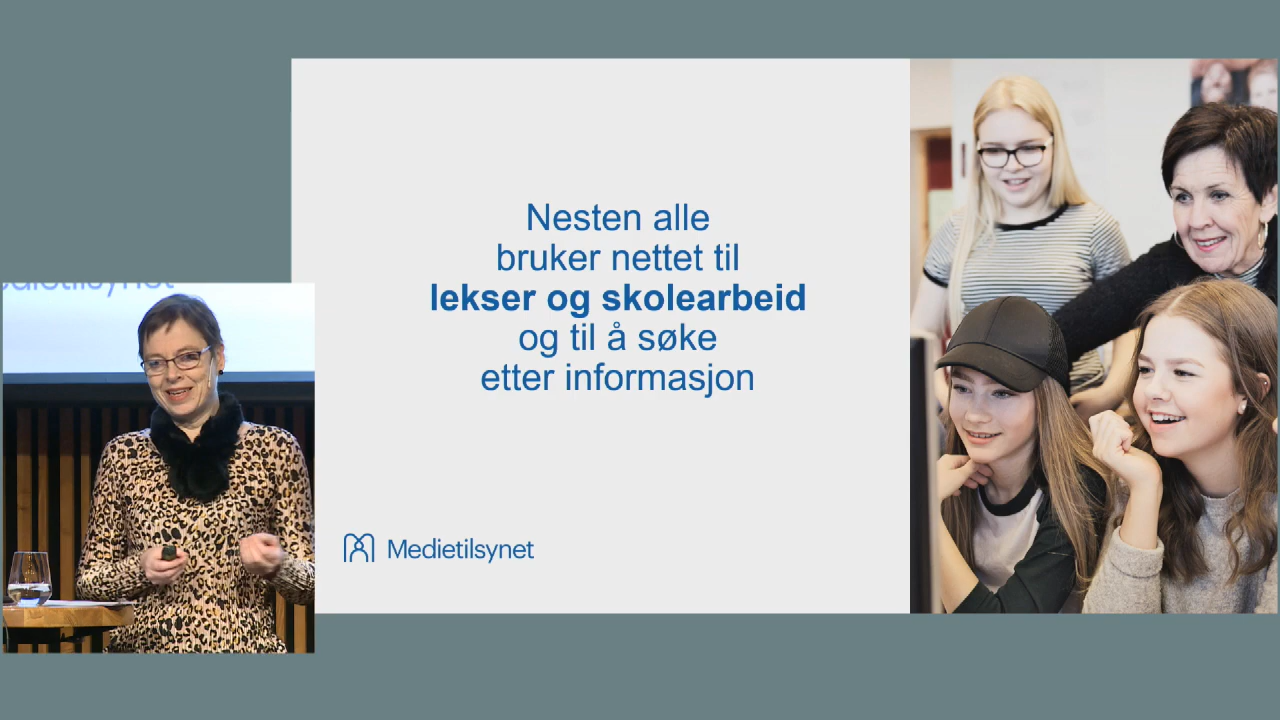 Nesten alle
bruker nettet til
lekser og skolearbeid
og til å søke
etter informasjon
Medietilsynet